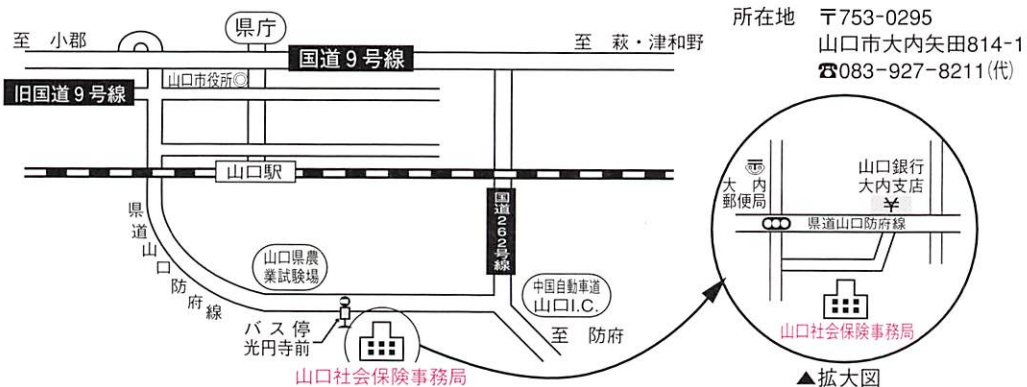 所在地 〒753-0295
山口市大内矢田814-1
☎083-927-8211(代)
至 小郡
県庁
国道9号線
至 萩・津和野
山口市役所◎
旧国道9号線
山口駅
県道山口防府線
国道262号線
山口県農
業試験場
中国自動車道
山口I.C.
バス停
光円寺前
至 防府
山口社会保険事務局
〠
大内
郵便局
山口銀行
大内支店
¥
県道山口防府線
山口社会保険事務局
▲拡大図